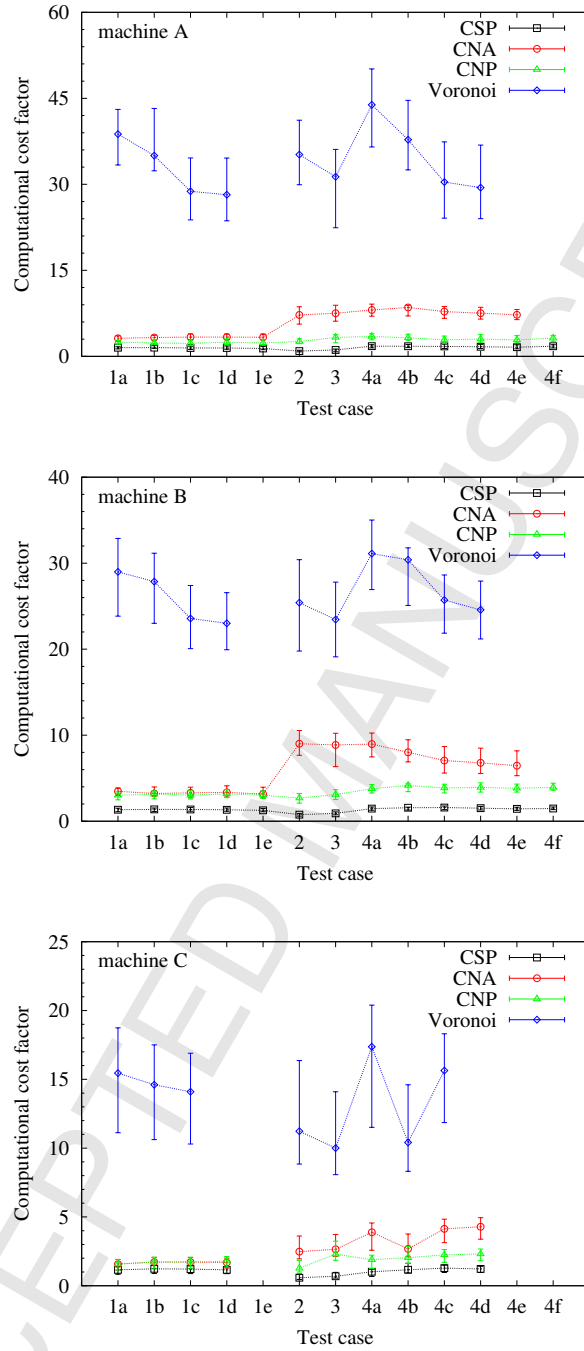 60
machine A
CSP
CNA
CNP
Voronoi
45
30
15
0
Computational cost factor
1a 1b 1c 1d 1e 2 3 4a 4b 4c 4d 4e 4f
Test case
40
machine B
CSP
CNA
CNP
Voronoi
30
20
10
0
Computational cost factor
1a 1b 1c 1d 1e 2 3 4a 4b 4c 4d 4e 4f
Test case
25
machine C
CSP
CNA
CNP
Voronoi
20
15
10
5
0
Computational cost factor
1a 1b 1c 1d 1e 2 3 4a 4b 4c 4d 4e 4f
Test case
CEPTED MANUSC